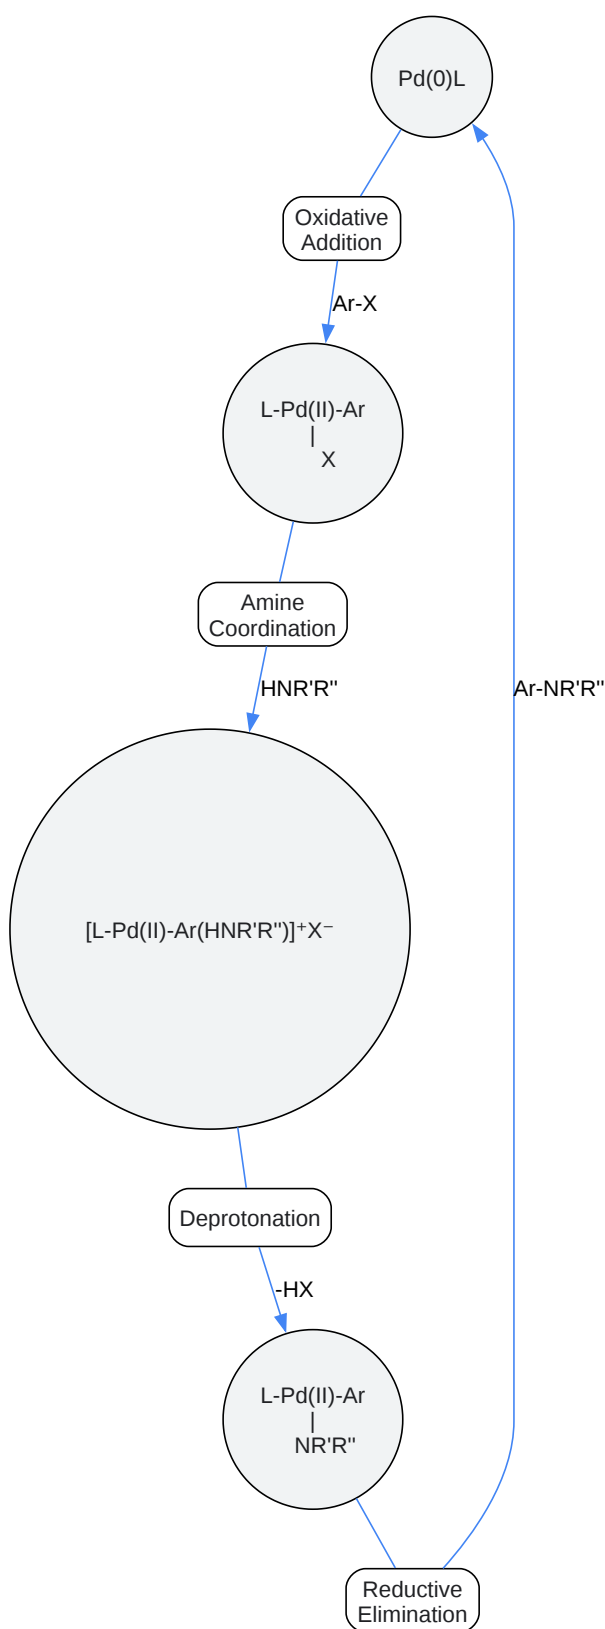 Pd(0)L
Oxidative
Addition
Ar-X
L-Pd(II)-Ar
|
X
Amine
Coordination
HNR'R"
Ar-NR'R"
[L-Pd(II)-Ar(HNR'R")]⁺X⁻
Deprotonation
-HX
L-Pd(II)-Ar
|
NR'R"
Reductive
Elimination